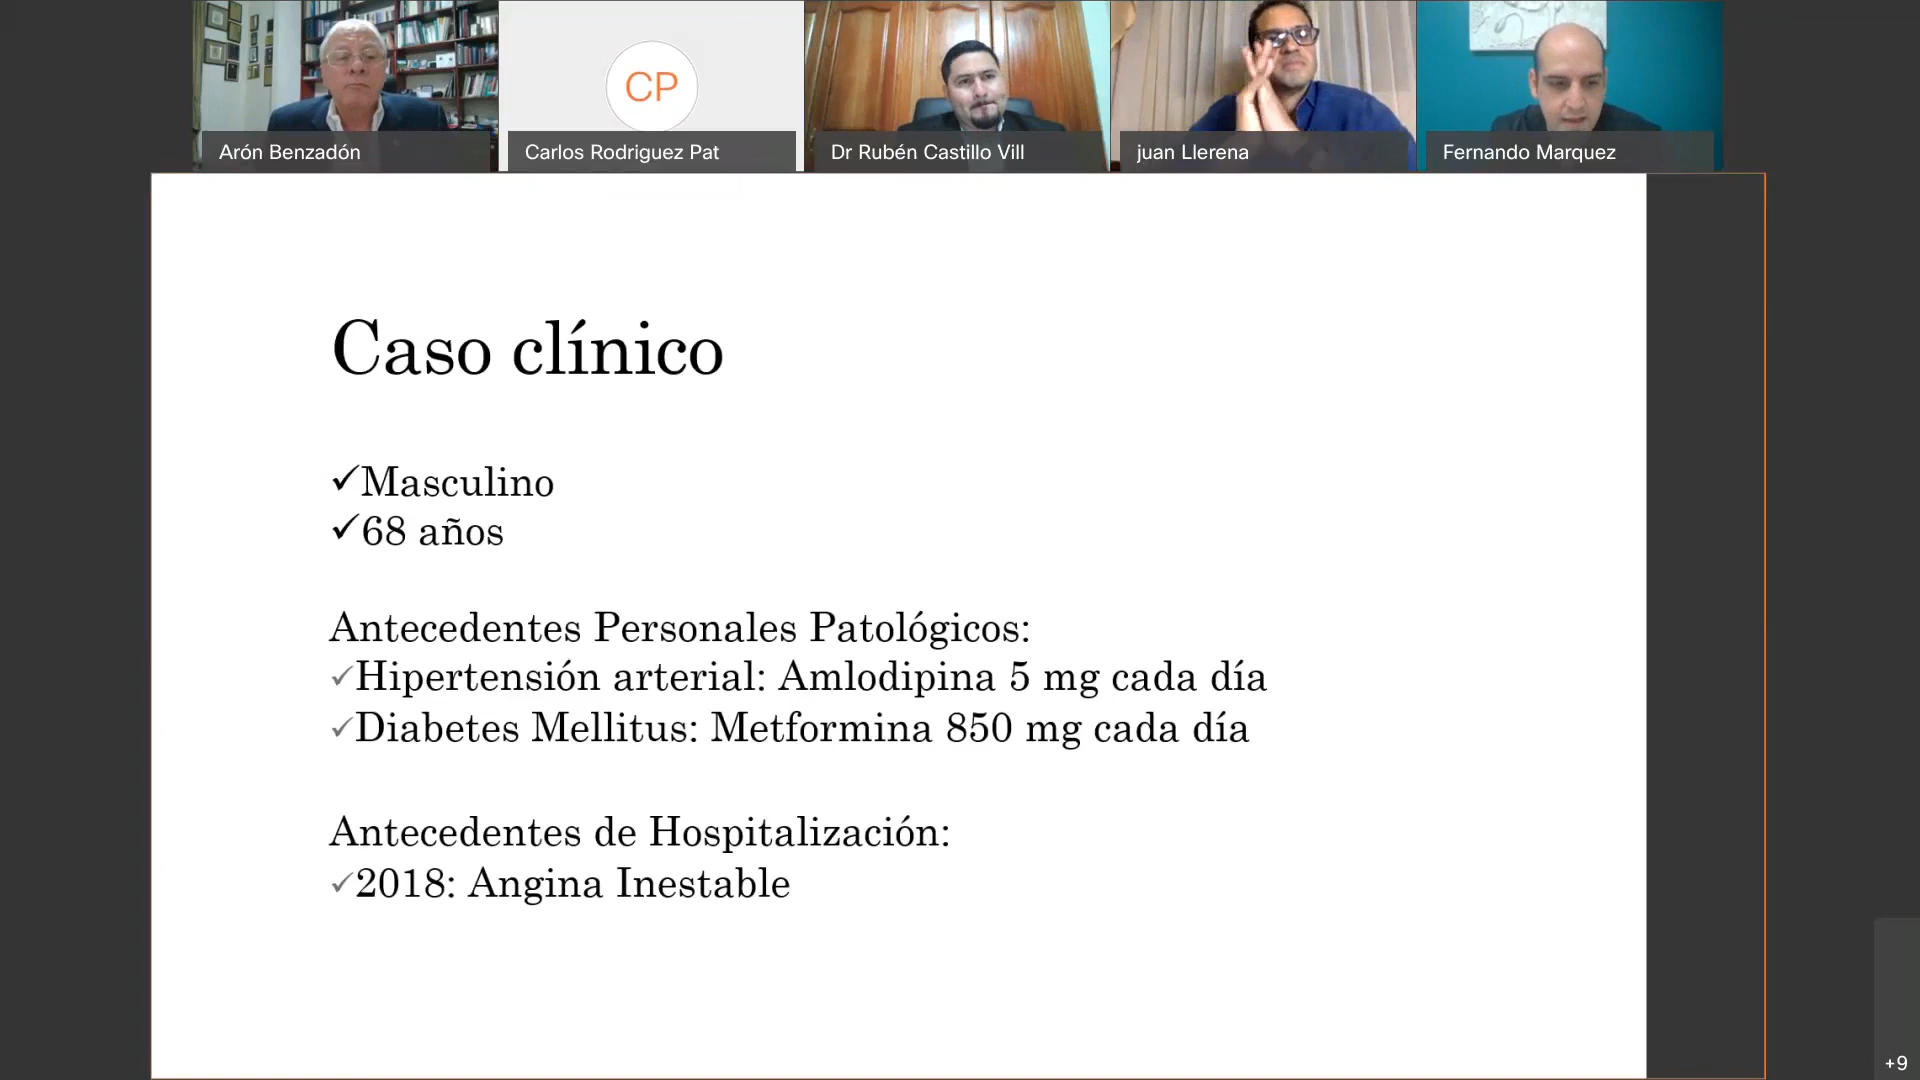 Arón Benzadón
CP
Carlos Rodriguez Pat
Dr Rubén Castillo Vill
juan Llerena
Fernando Marquez
Caso clínico
✓Masculino
✓68 años
Antecedentes Personales Patológicos:
✓Hipertensión arterial: Amlodipina 5 mg cada día
✓Diabetes Mellitus: Metformina 850 mg cada día
Antecedentes de Hospitalización:
✓2018: Angina Inestable
+9